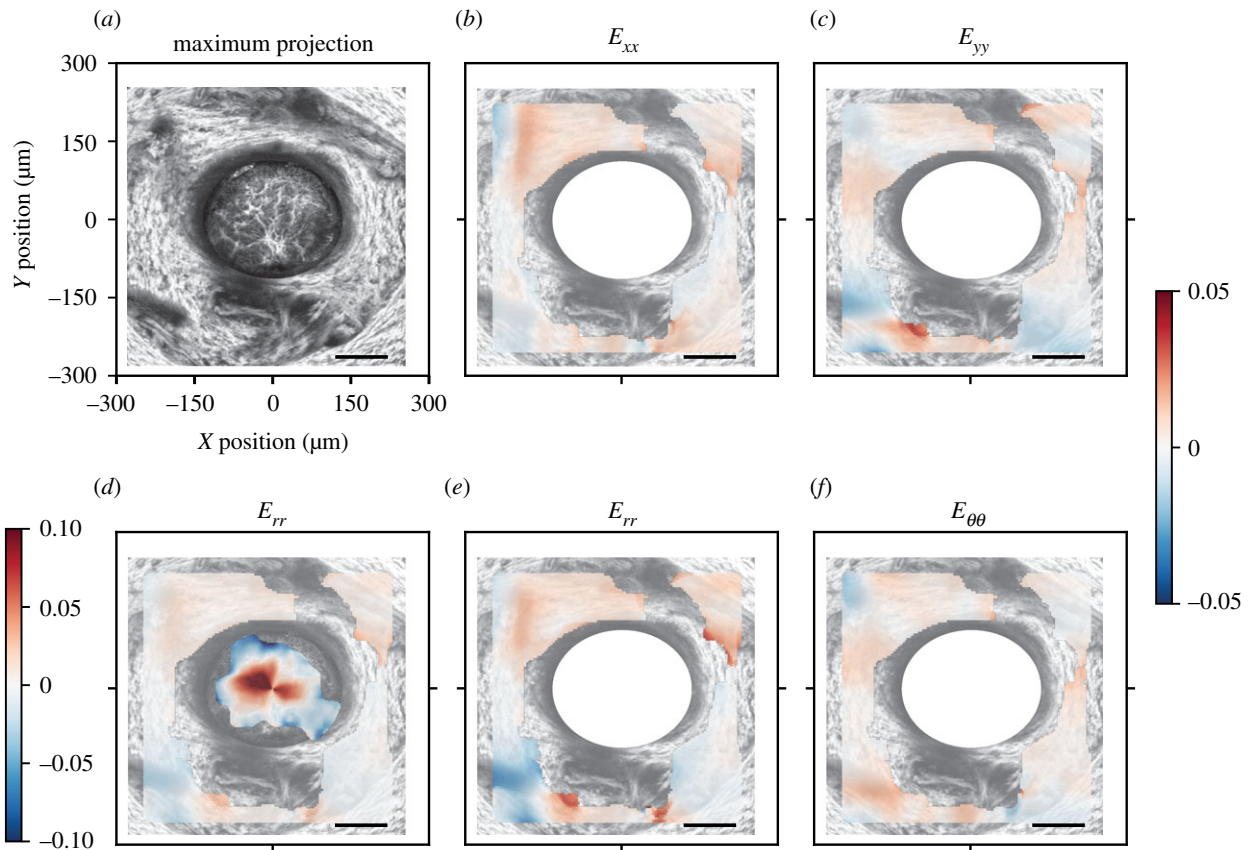 (a)
maximum projection
(b)
E_xx
(c)
E_yy
300
150
0
–150
–300
Y position (µm)
–300 –150 0 150 300
X position (µm)
0.05
0
–0.05
(d)
E_rr
(e)
E_rr
(f)
E_θθ
0.10
0.05
0
–0.05
–0.10